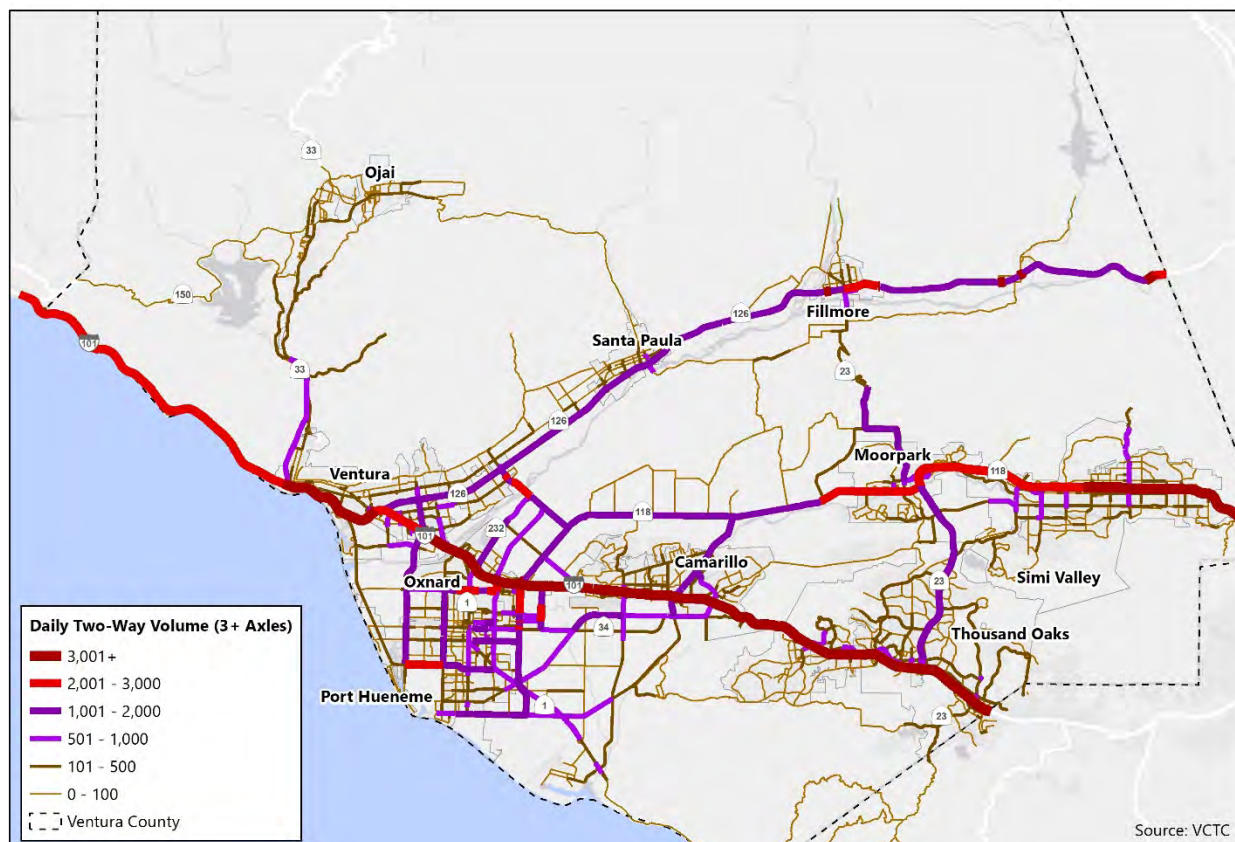 33
Ojai
150
101
33
126
Fillmore
Santa Paula
23
126
Moorpark
118
Ventura
126
118
232
101
Camarillo
101
Oxnard
1
34
23
Simi Valley
Thousand Oaks
Port Hueneme
1
23
Daily Two-Way Volume (3+ Axles)
3,001+
2,001 - 3,000
1,001 - 2,000
501 - 1,000
101 - 500
0 - 100
Ventura County
Source: VCTC